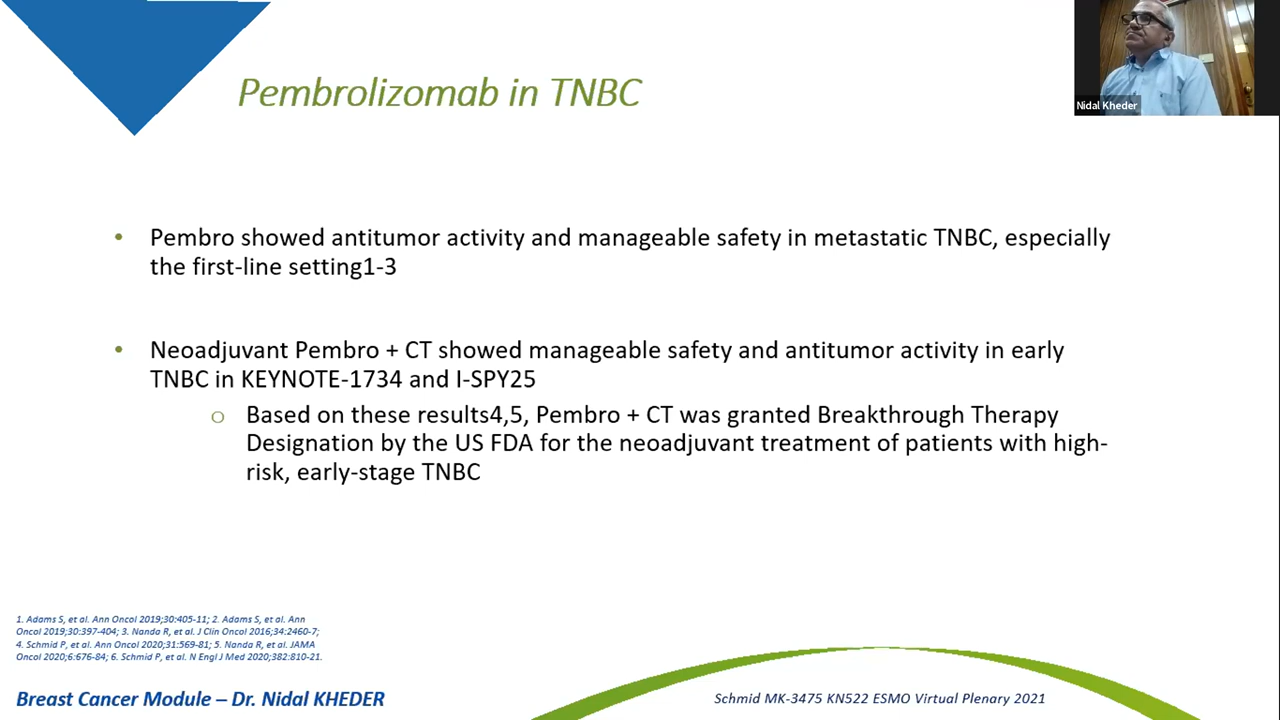 Nidal Kheder
Pembrolizomab in TNBC
• Pembro showed antitumor activity and manageable safety in metastatic TNBC, especially
the first-line setting1-3
• Neoadjuvant Pembro + CT showed manageable safety and antitumor activity in early
TNBC in KEYNOTE-1734 and I-SPY25
o Based on these results4,5, Pembro + CT was granted Breakthrough Therapy
Designation by the US FDA for the neoadjuvant treatment of patients with high-
risk, early-stage TNBC
1. Adams S, et al. Ann Oncol 2019;30:405-11; 2. Adams S, et al. Ann
Oncol 2019;30:397-404; 3. Nanda R, et al. J Clin Oncol 2016;34:2460-7;
4. Schmid P, et al. Ann Oncol 2020;31:569-81; 5. Nanda R, et al. JAMA
Oncol 2020;6:676-84; 6. Schmid P, et al. N Engl J Med 2020;382:810-21.
Breast Cancer Module – Dr. Nidal KHEDER
Schmid MK-3475 KN522 ESMO Virtual Plenary 2021